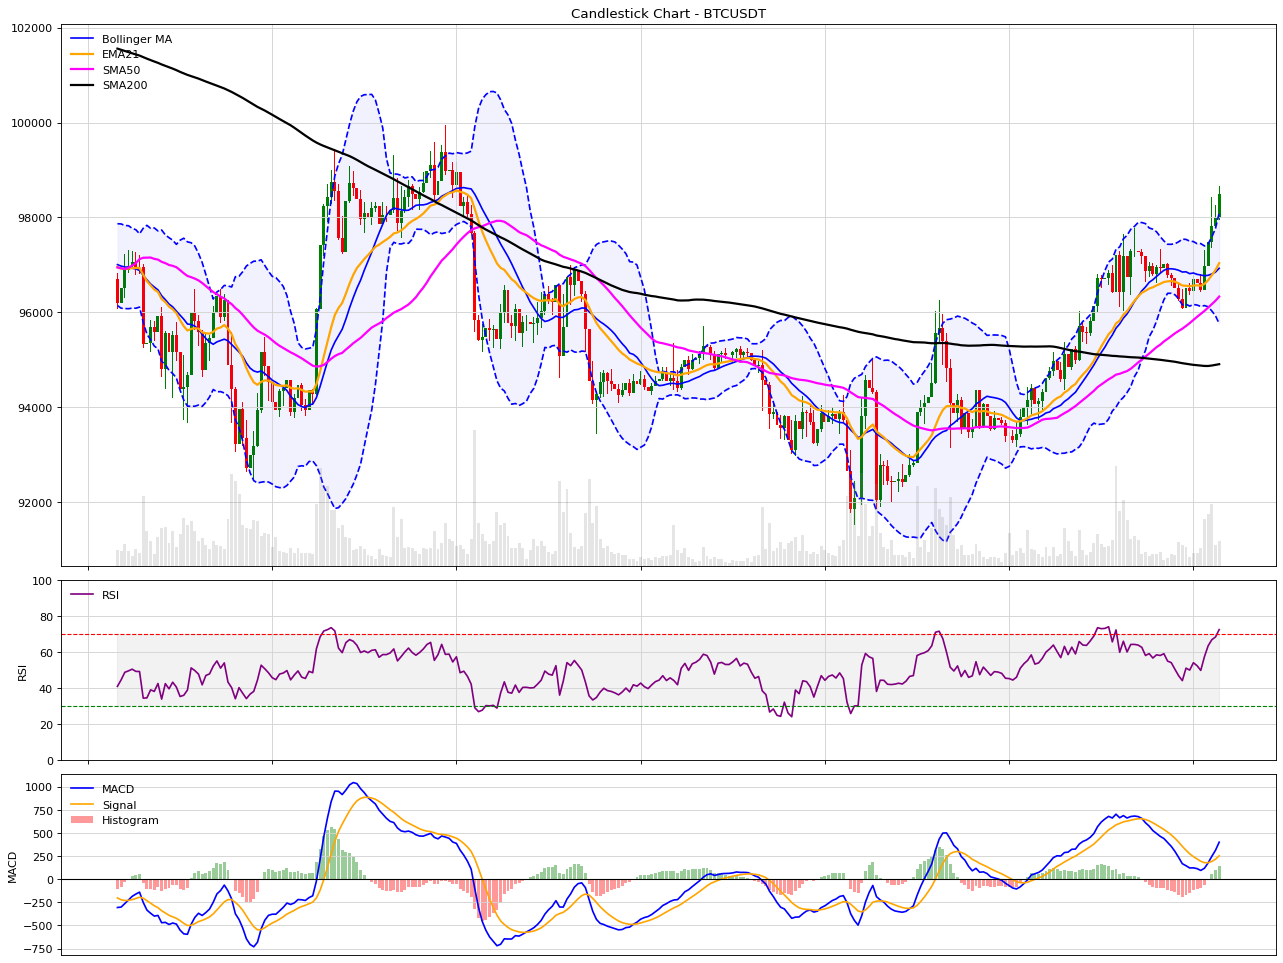 Candlestick Chart - BTCUSDT
102000
100000
98000
96000
94000
92000
Bollinger MA
EMA21
SMA50
SMA200
100
80
60
40
20
0
RSI
RSI
1000
750
500
250
0
−250
−500
−750
MACD
MACD
Signal
Histogram